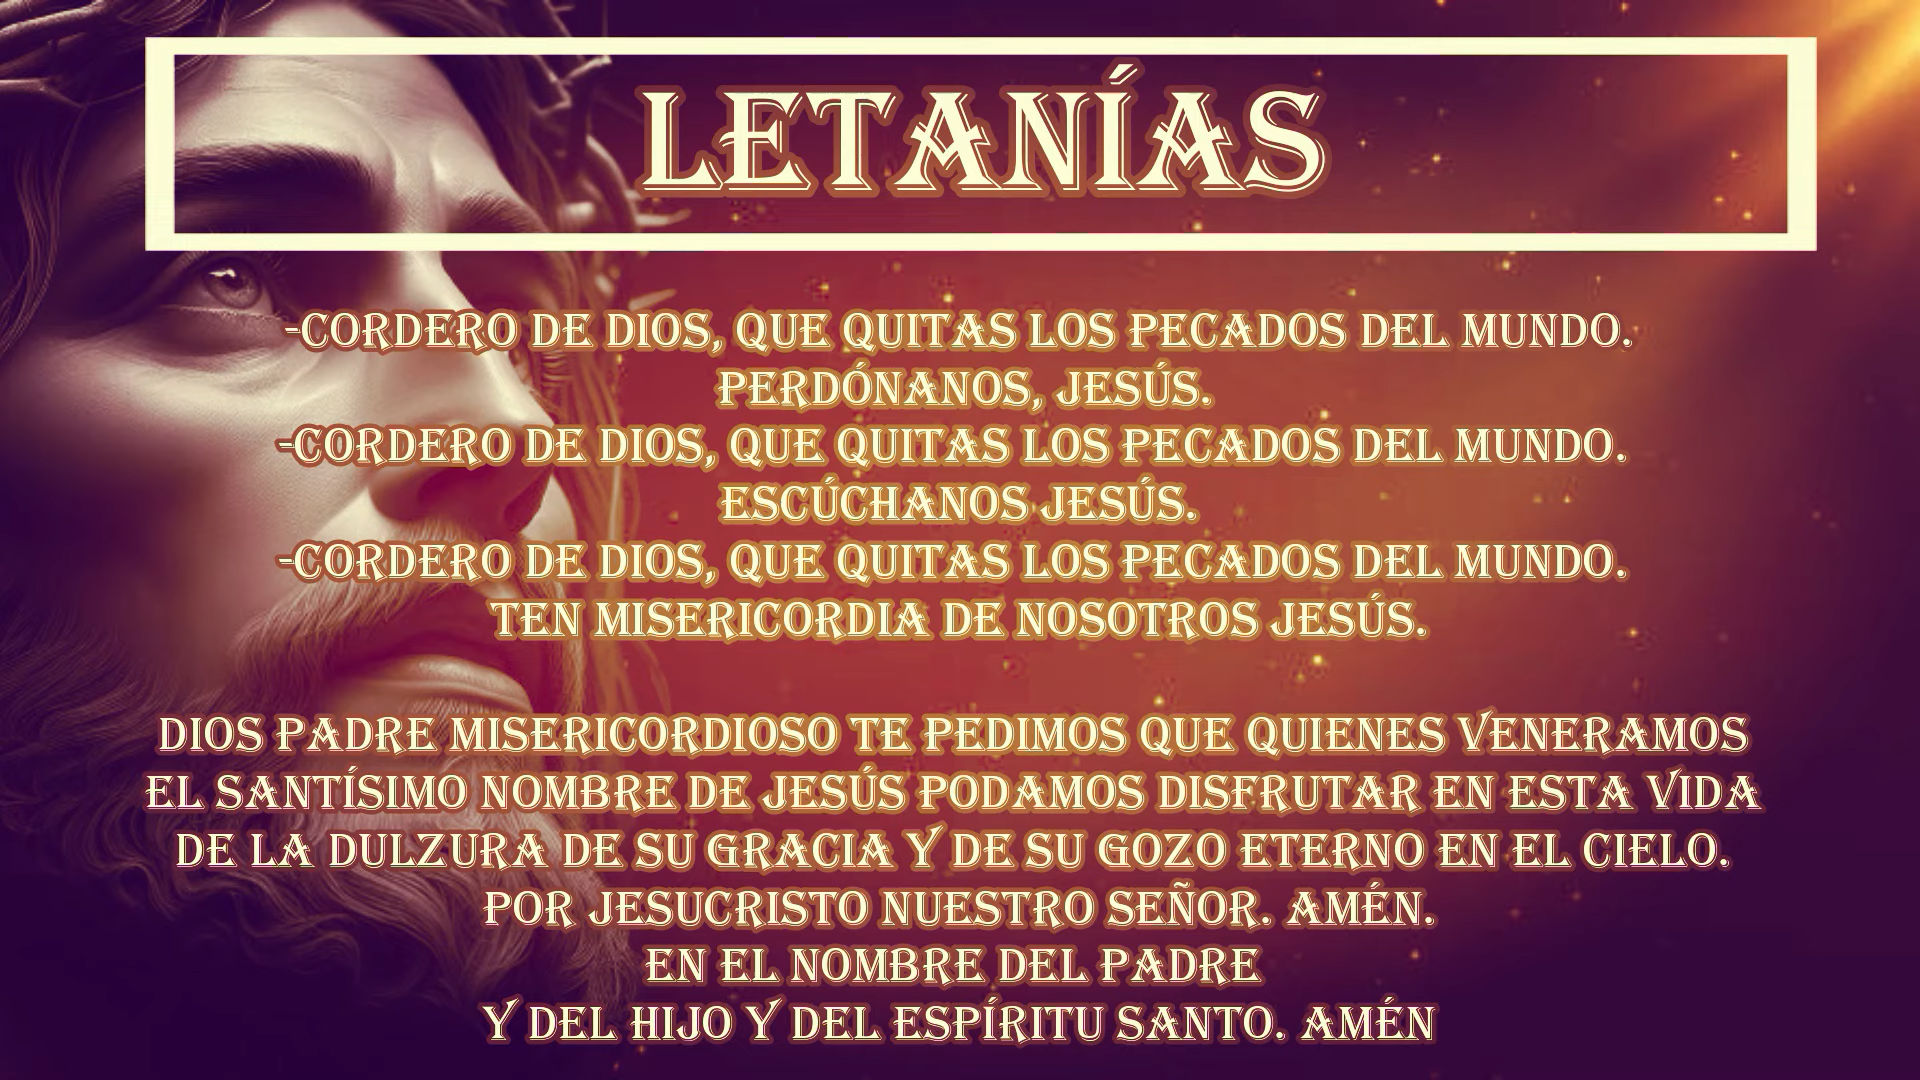 LETANÍAS
-CORDERO DE DIOS, QUE QUITAS LOS PECADOS DEL MUNDO.
PERDÓNANOS, JESÚS.
-CORDERO DE DIOS, QUE QUITAS LOS PECADOS DEL MUNDO.
ESCÚCHANOS JESÚS.
-CORDERO DE DIOS, QUE QUITAS LOS PECADOS DEL MUNDO.
TEN MISERICORDIA DE NOSOTROS JESÚS.
DIOS PADRE MISERICORDIOSO TE PEDIMOS QUE QUIENES VENERAMOS
EL SANTÍSIMO NOMBRE DE JESÚS PODAMOS DISFRUTAR EN ESTA VIDA
DE LA DULZURA DE SU GRACIA Y DE SU GOZO ETERNO EN EL CIELO.
POR JESUCRISTO NUESTRO SEÑOR. AMÉN.
EN EL NOMBRE DEL PADRE
Y DEL HIJO Y DEL ESPÍRITU SANTO. AMÉN